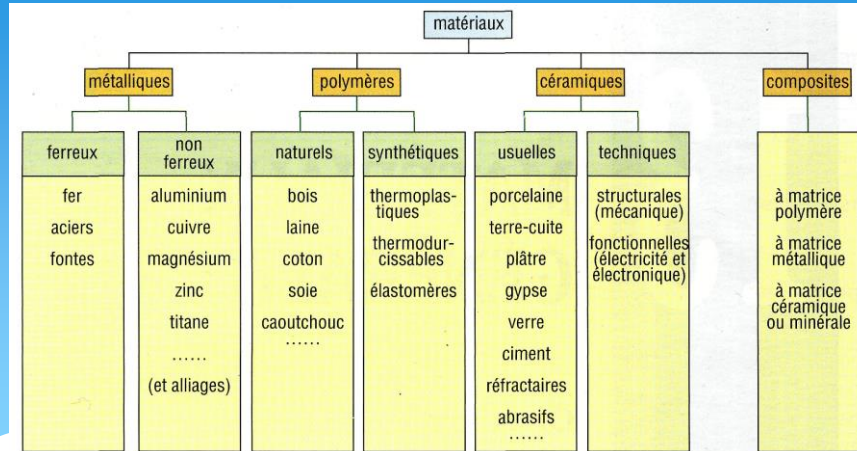 matériaux
métalliques
polymères
céramiques
composites
ferreux
fer
aciers
fontes
non
ferreux
aluminium
cuivre
magnésium
zinc
titane
......
(et alliages)
naturels
bois
laine
coton
soie
caoutchouc
......
synthétiques
thermoplas-
tiques
thermodur-
cissables
élastomères
usuelles
porcelaine
terre-cuite
plâtre
gypse
verre
ciment
réfractaires
abrasifs
......
techniques
structurales
(mécanique)
fonctionnelles
(électricité et
électronique)
à matrice
polymère
à matrice
métallique
à matrice
céramique
ou minérale